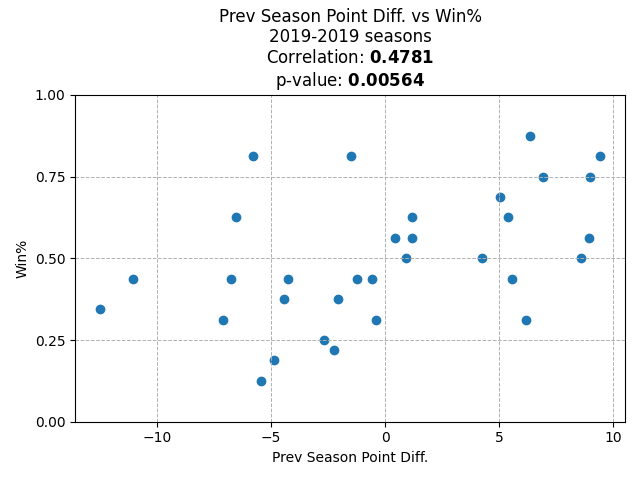 Prev Season Point Diff. vs Win%
2019-2019 seasons
Correlation: 0.4781
p-value: 0.00564
1.00
0.75
0.50
0.25
0.00
Win%
−10
−5
0
5
10
Prev Season Point Diff.